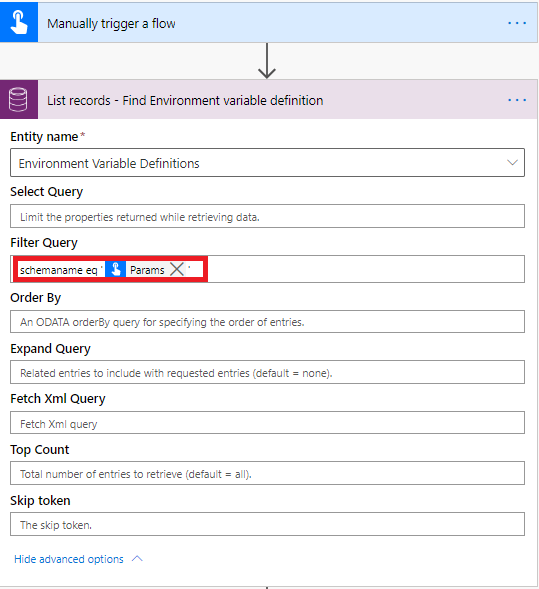 Manually trigger a flow
...
List records - Find Environment variable definition
...
Entity name*
Environment Variable Definitions
Select Query
Limit the properties returned while retrieving data.
Filter Query
schemaname eq ' Params '
Order By
An ODATA orderBy query for specifying the order of entries.
Expand Query
Related entries to include with requested entries (default = none).
Fetch Xml Query
Fetch Xml query
Top Count
Total number of entries to retrieve (default = all).
Skip token
The skip token.
Hide advanced options